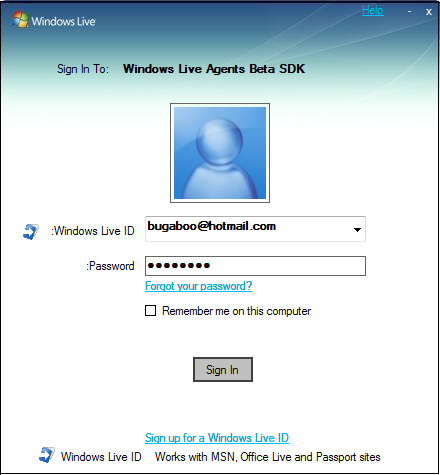 Windows Live™ Help - x
Sign In To: Windows Live Agents Beta SDK
:Windows Live ID bugaboo@hotmail.com
:Password ●●●●●●●●
Forgot your password?
Remember me on this computer
Sign In
Sign up for a Windows Live ID
Windows Live ID Works with MSN, Office Live and Passport sites